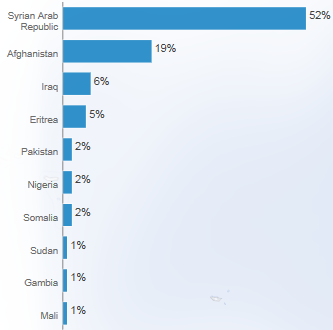 Syrian Arab
Republic
52%
Afghanistan
19%
Iraq
6%
Eritrea
5%
Pakistan
2%
Nigeria
2%
Somalia
2%
Sudan
1%
Gambia
1%
Mali
1%